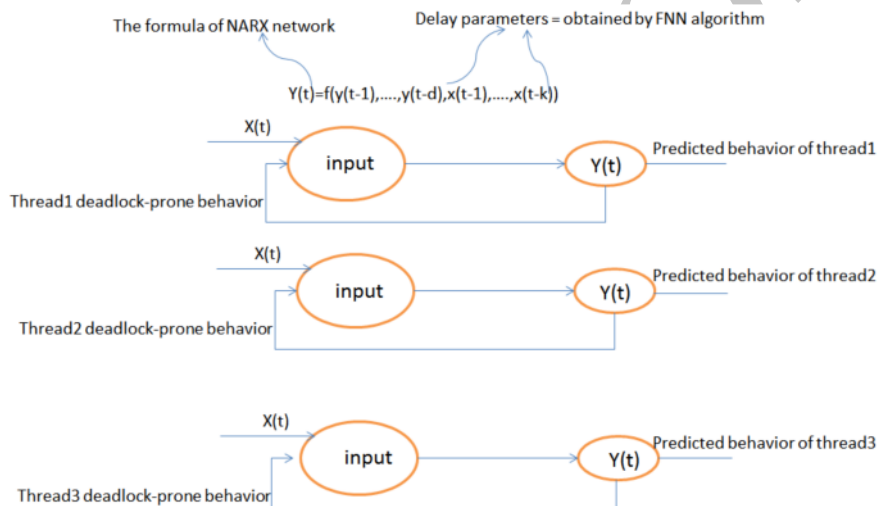 The formula of NARX network
Delay parameters = obtained by FNN algorithm
Y(t)=f(y(t-1),....,y(t-d),x(t-1),....,x(t-k))
X(t)
input
Y(t)
Predicted behavior of thread1
Thread1 deadlock-prone behavior
X(t)
input
Y(t)
Predicted behavior of thread2
Thread2 deadlock-prone behavior
X(t)
input
Y(t)
Predicted behavior of thread3
Thread3 deadlock-prone behavior